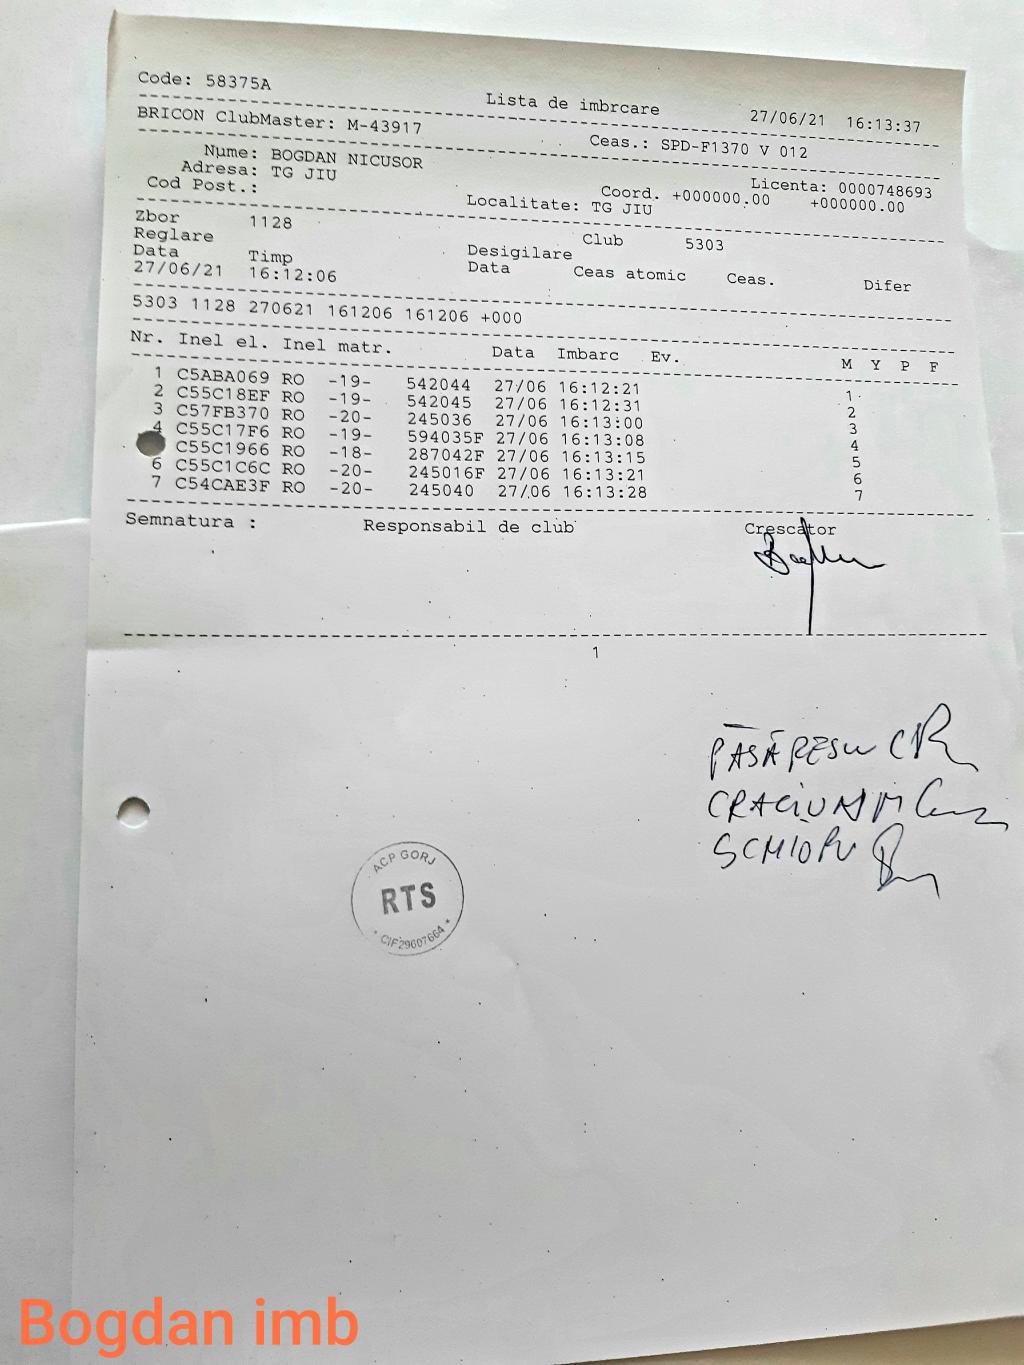 Code: 58375A
Lista de imbrcare 27/06/21 16:13:37
BRICON ClubMaster: M-43917 Ceas.: SPD-F1370 V 012
Nume: BOGDAN NICUSOR Licenta: 0000748693
Adresa: TG JIU Coord. +000000.00 +000000.00
Cod Post.: Localitate: TG JIU
Zbor 1128 Club 5303
Reglare Desigilare
Data Timp Data Ceas atomic Ceas. Difer
27/06/21 16:12:06
5303 1128 270621 161206 161206 +000
Nr. Inel el. Inel matr. Data Imbarc Ev. M Y P F
1 C5ABA069 RO -19- 542044 27/06 16:12:21 1
2 C55C18EF RO -19- 542045 27/06 16:12:31 2
3 C57FB370 RO -20- 245036 27/06 16:13:00 3
4 C55C17F6 RO -19- 594035F 27/06 16:13:08 4
C55C1966 RO -18- 287042F 27/06 16:13:15 5
6 C55C1C6C RO -20- 245016F 27/06 16:13:21 6
7 C54CAE3F RO -20- 245040 27/06 16:13:28 7
Semnatura : Responsabil de club Crescator
1
PĂSĂRESCU C
CRACIUN M
SCHIOPU
ACP GORJ
RTS
* CIF29607664 *
Bogdan imb